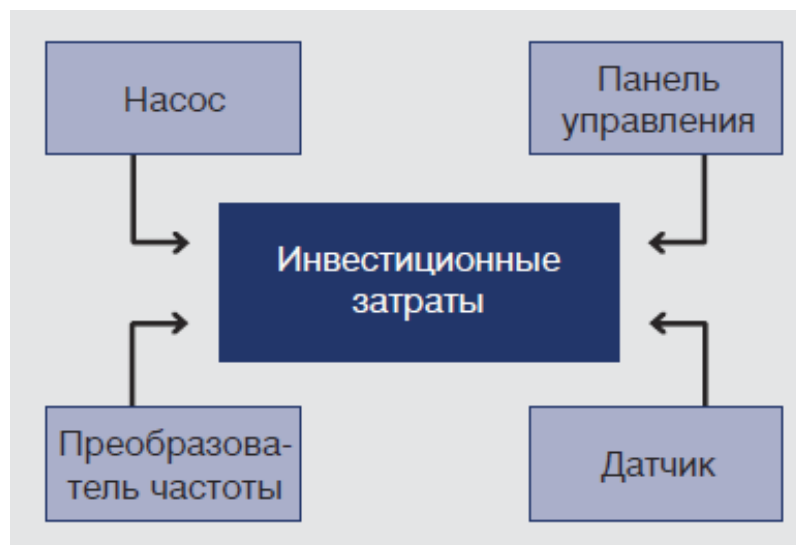 Насос
Панель
управления
Инвестиционные
затраты
Преобразова-
тель частоты
Датчик